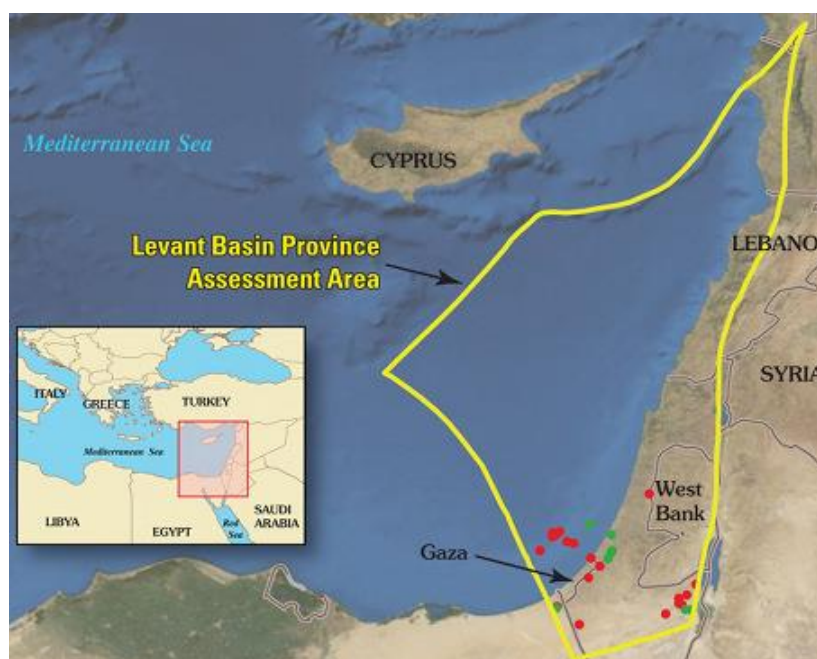 Mediterranean Sea
CYPRUS
Levant Basin Province
Assessment Area
LEBANO
SYRIA
West
Bank
Gaza
ITALY
GREECE
TURKEY
Mediterranean Sea
LIBYA
EGYPT
Red
Sea
SAUDI
ARABIA